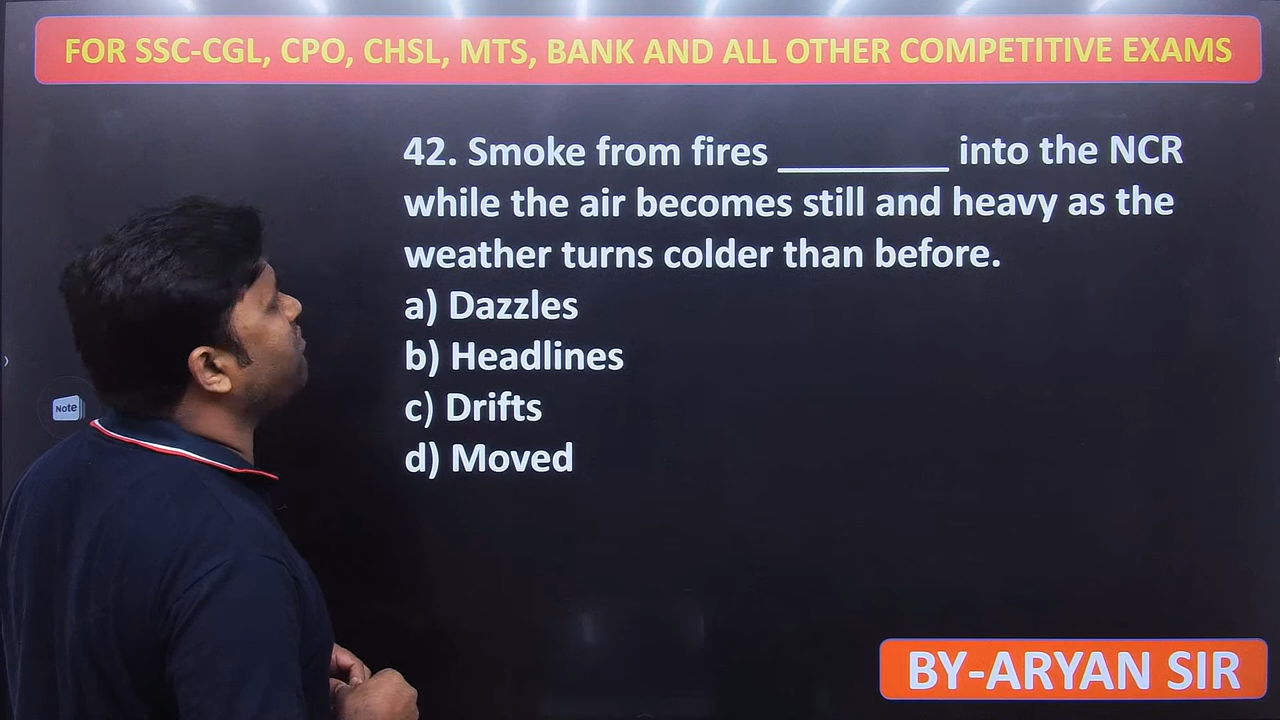 FOR SSC-CGL, CPO, CHSL, MTS, BANK AND ALL OTHER COMPETITIVE EXAMS
42. Smoke from fires ________ into the NCR
while the air becomes still and heavy as the
weather turns colder than before.
a) Dazzles
b) Headlines
c) Drifts
d) Moved
Note
BY-ARYAN SIR